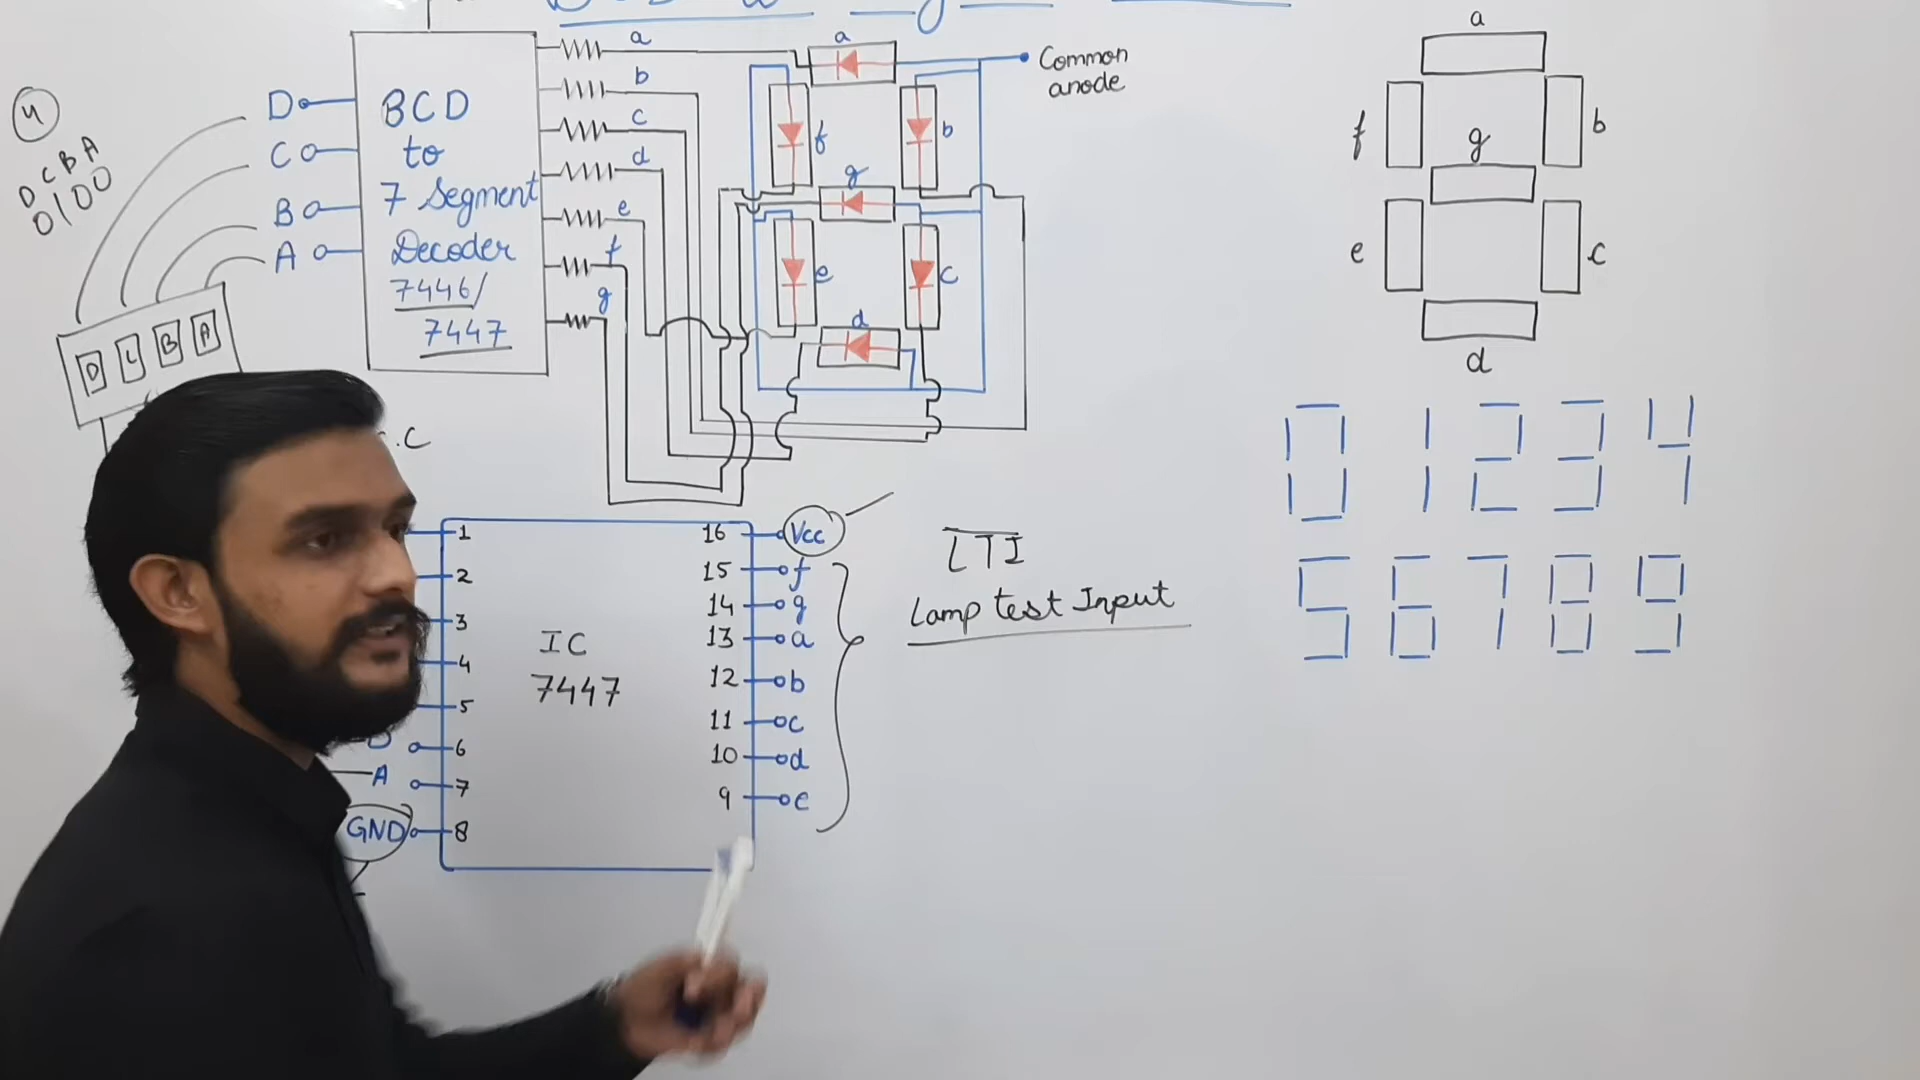 a
b
c
d
e
f
g
D
C
B
A
BCD
to
7 Segment
Decoder
7446/
7447
4
D C B A
0100
D C B A
.C
a
f
b
g
e
c
d
Common
anode
a
f
b
g
e
c
d
0 1 2 3 4
5 6 7 8 9
1
2
3
4
5
D 6
A 7
GND 8
IC
7447
16 Vcc
15 f
14 g
13 a
12 b
11 c
10 d
9 e
LTI
Lamp test Input